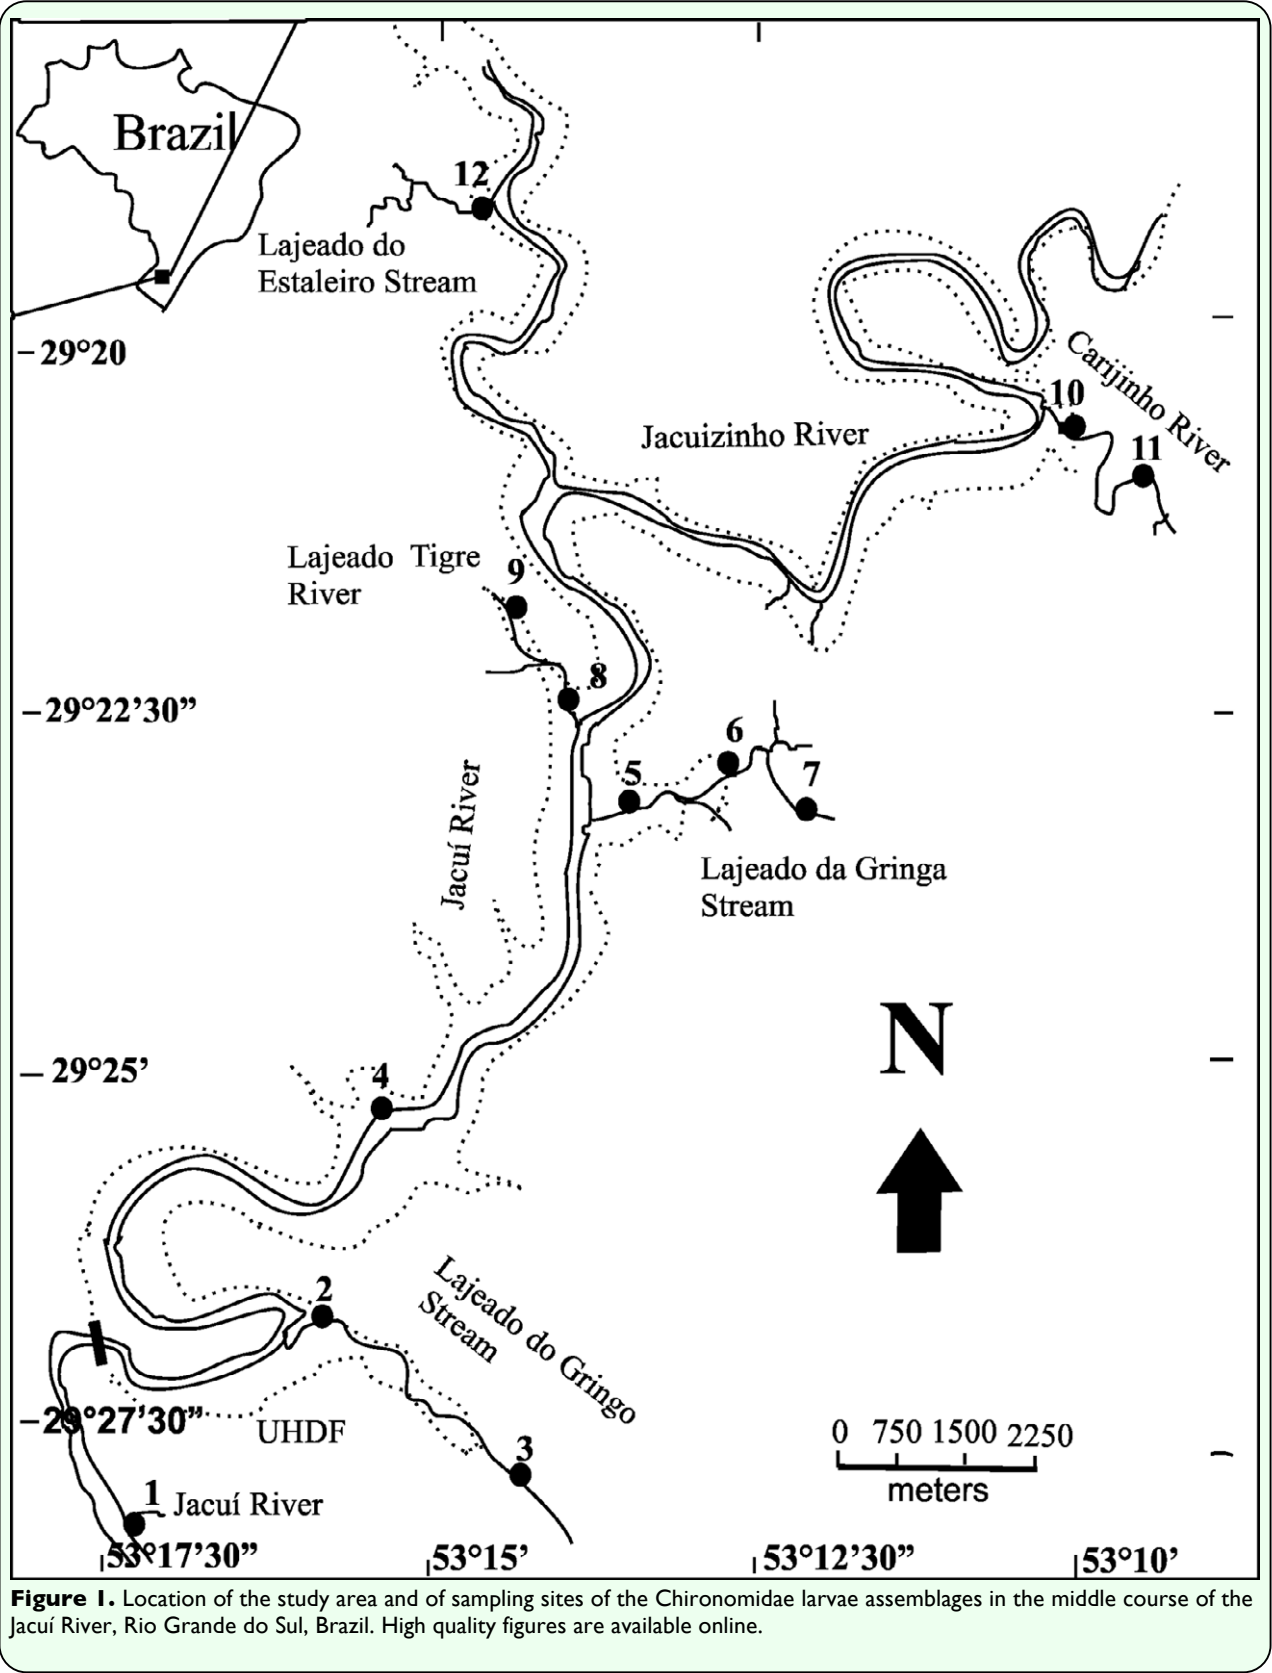 Brazil
12
Lajeado do
Estaleiro Stream
29°20
Carijinho River
10
11
Jacuizinho River
Lajeado Tigre
River
9
8
29°22’30”
6
5
7
Jacuí River
Lajeado da Gringa
Stream
N
29°25’
4
2
Lajeado do Gringo
Stream
29°27’30”
UHDF
3
0 750 1500 2250
meters
1
Jacuí River
53°17’30”
53°15’
53°12’30”
53°10’
Figure 1. Location of the study area and of sampling sites of the Chironomidae larvae assemblages in the middle course of the
Jacuí River, Rio Grande do Sul, Brazil. High quality figures are available online.